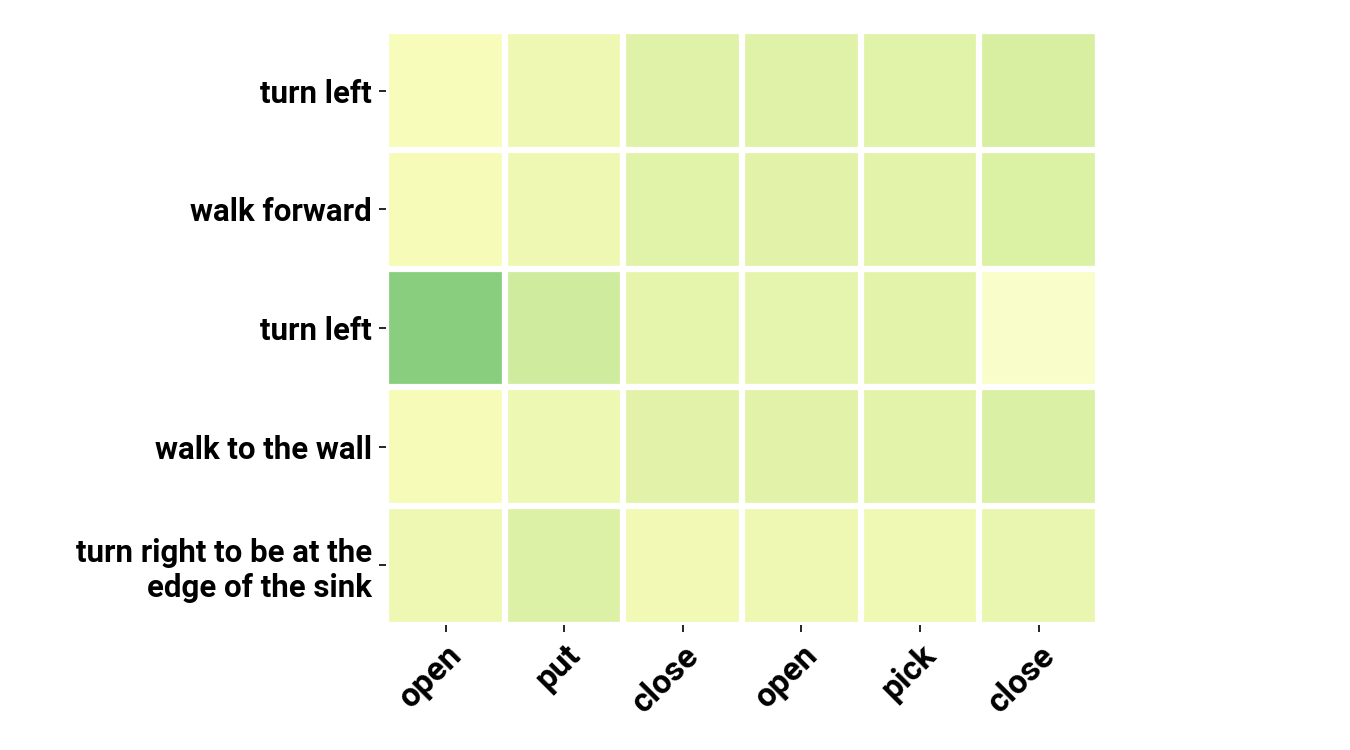 turn left
walk forward
turn left
walk to the wall
turn right to be at the
edge of the sink
open
put
close
open
pick
close